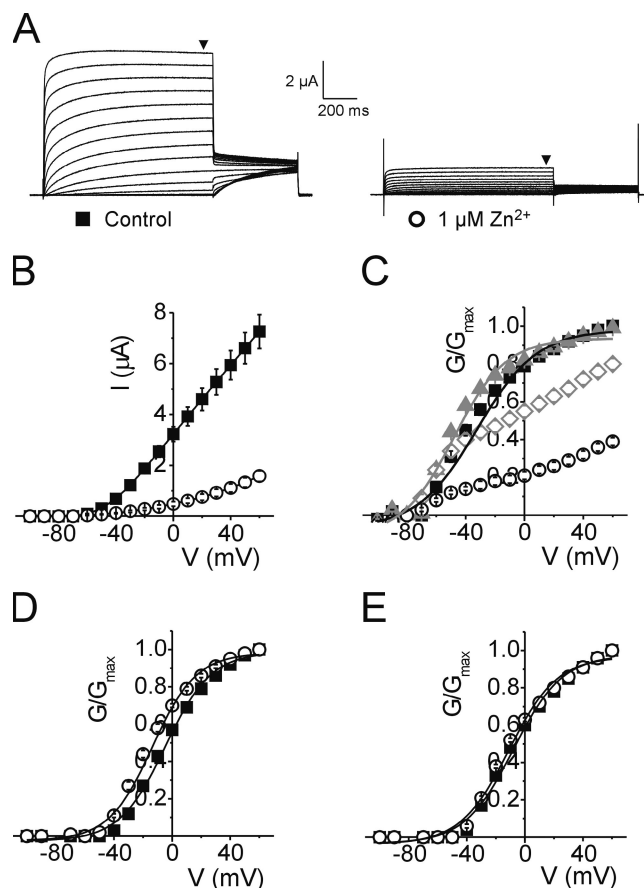 A
2 µA
200 ms
■ Control
○ 1 µM Zn²⁺
B
I (µA)
8
6
4
2
-80 -40 0 40
V (mV)
C
G/Gmax
1.0
0.8
0.6
0.4
0.2
-80 -40 0 40
V (mV)
D
G/Gmax
1.0
0.8
0.6
0.4
0.2
-80 -40 0 40
V (mV)
E
G/Gmax
1.0
0.8
0.6
0.4
0.2
-80 -40 0 40
V (mV)